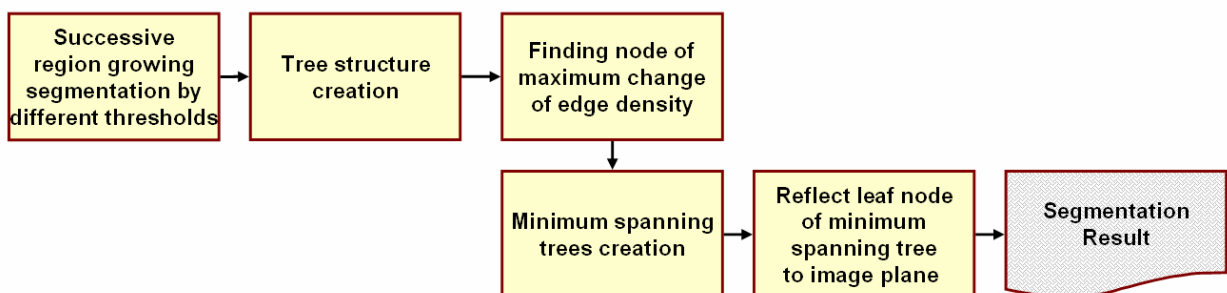 Successive
region growing
segmentation by
different thresholds
Tree structure
creation
Finding node of
maximum change
of edge density
Minimum spanning
trees creation
Reflect leaf node
of minimum
spanning tree
to image plane
Segmentation
Result